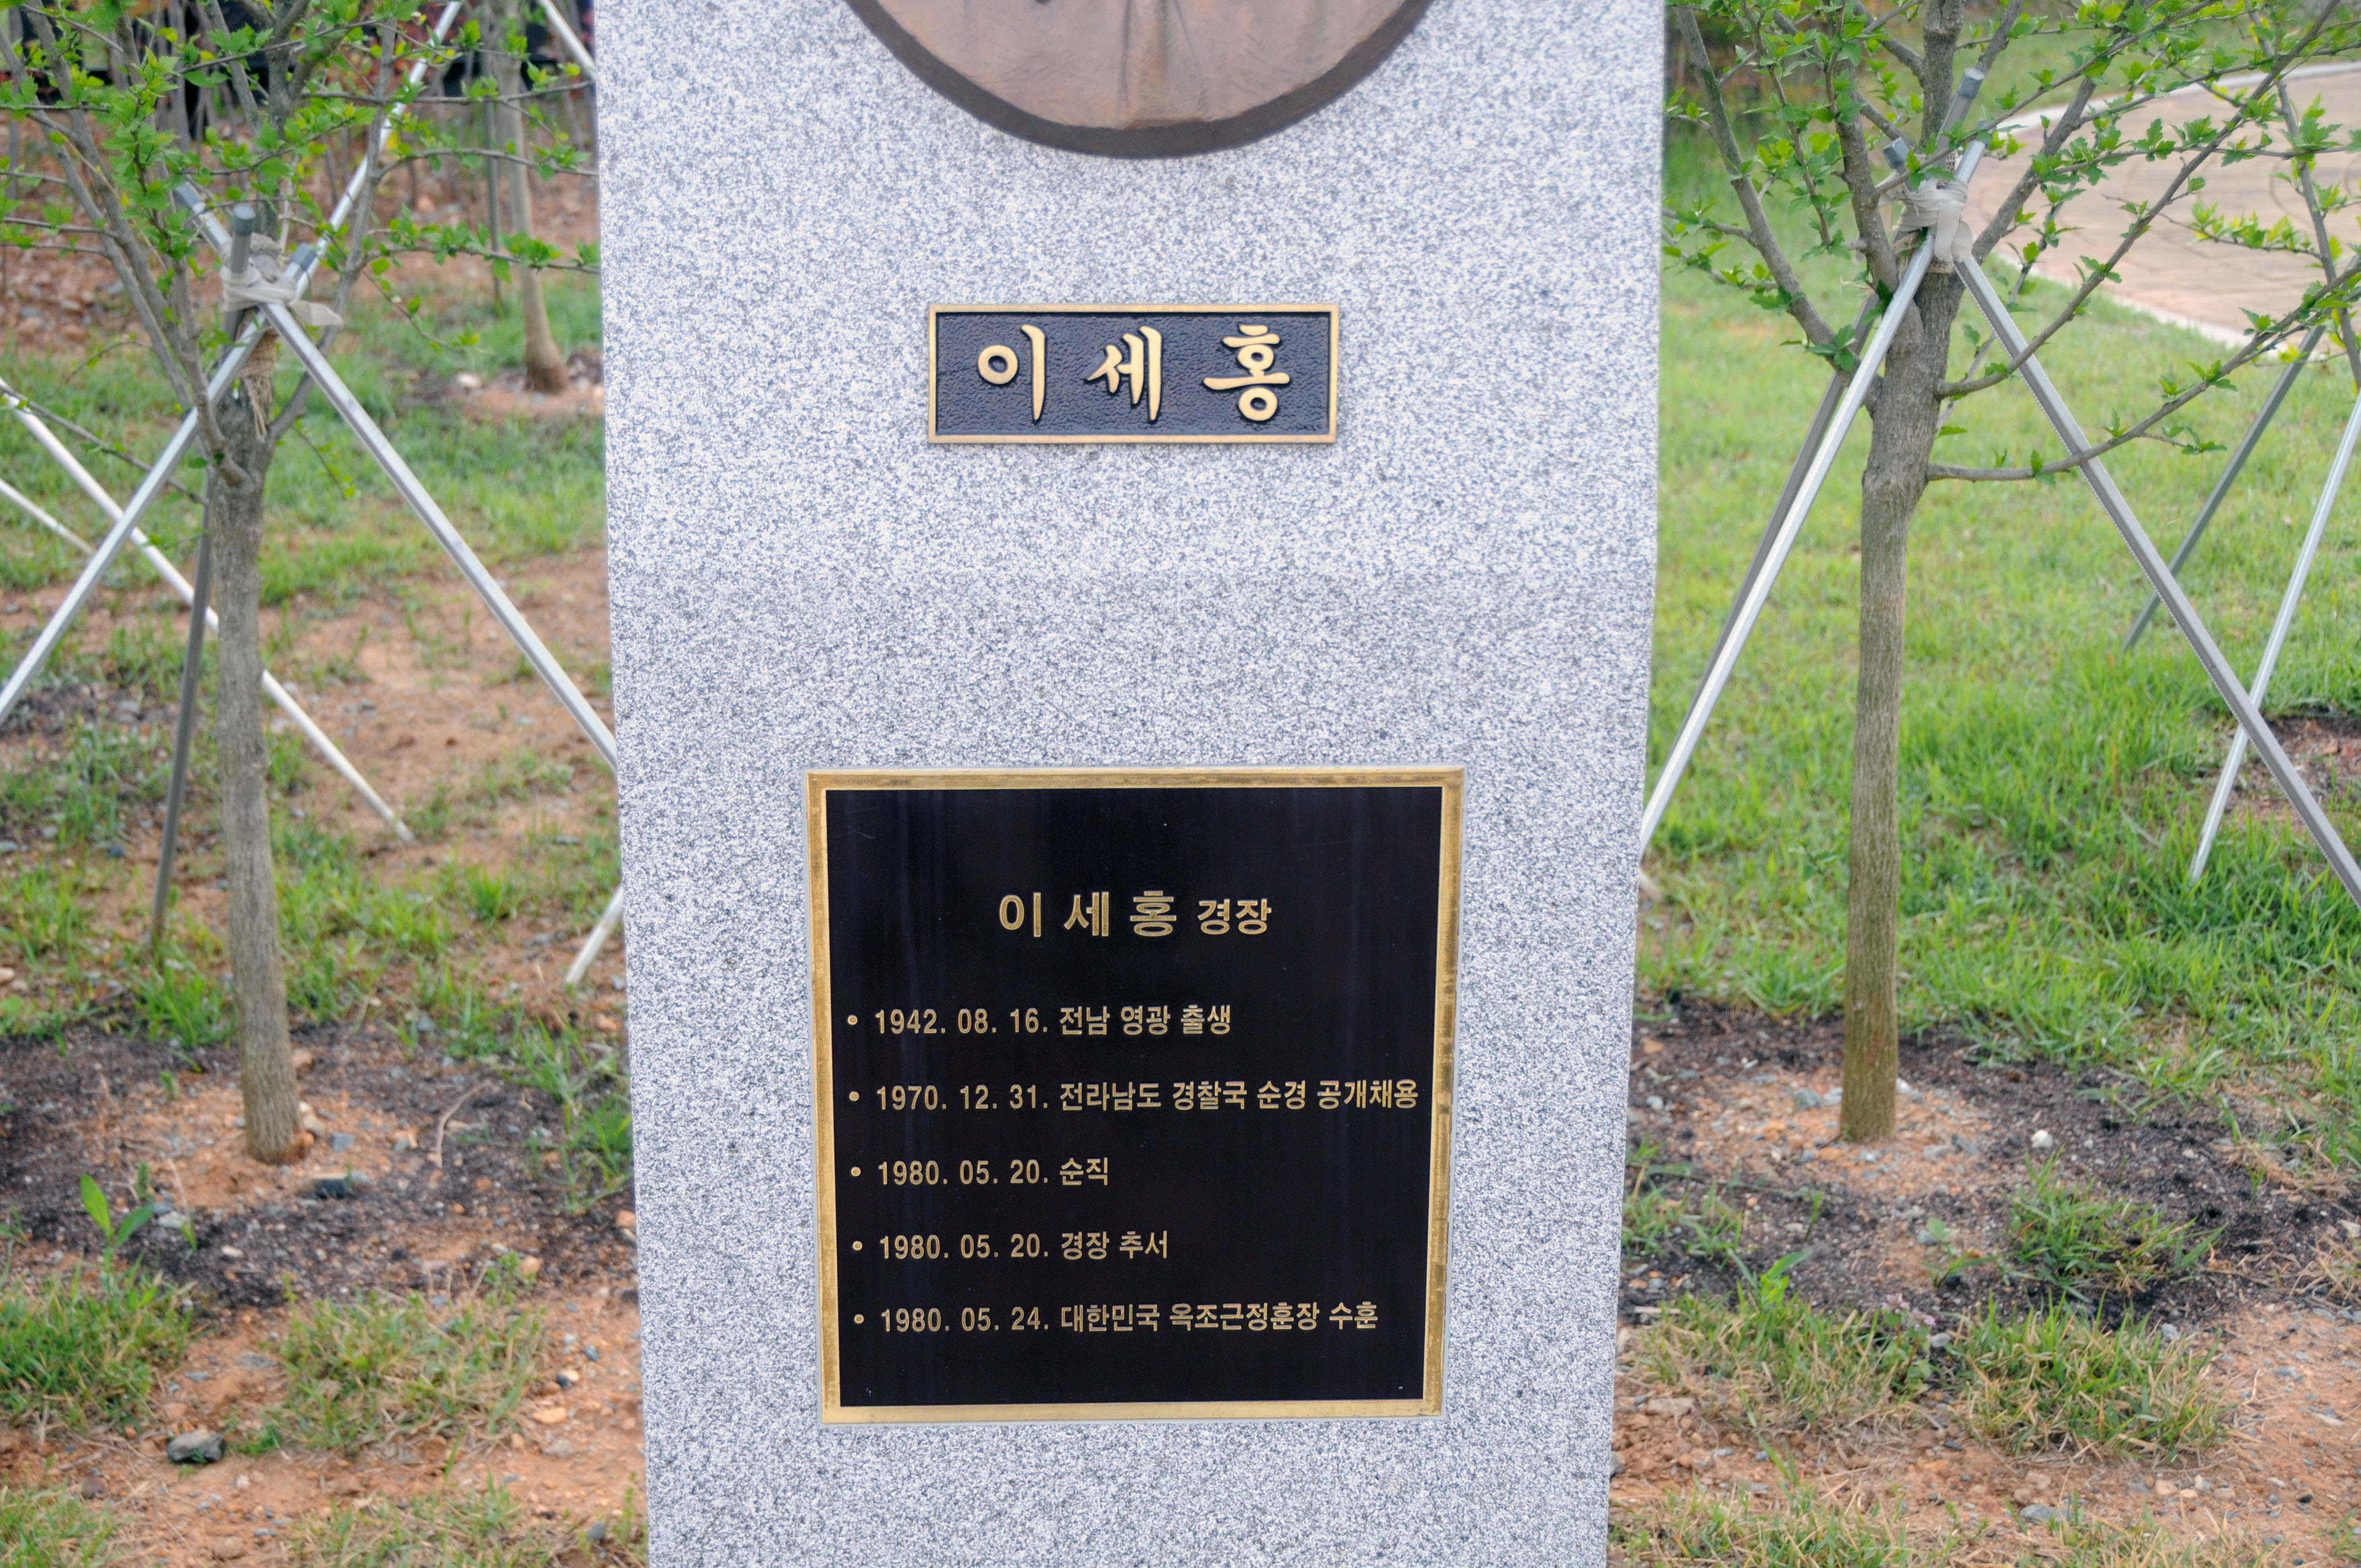 이세홍
이세홍 경장
• 1942. 08. 16. 전남 영광 출생
• 1970. 12. 31. 전라남도 경찰국 순경 공개채용
• 1980. 05. 20. 순직
• 1980. 05. 20. 경장 추서
• 1980. 05. 24. 대한민국 옥조근정훈장 수훈